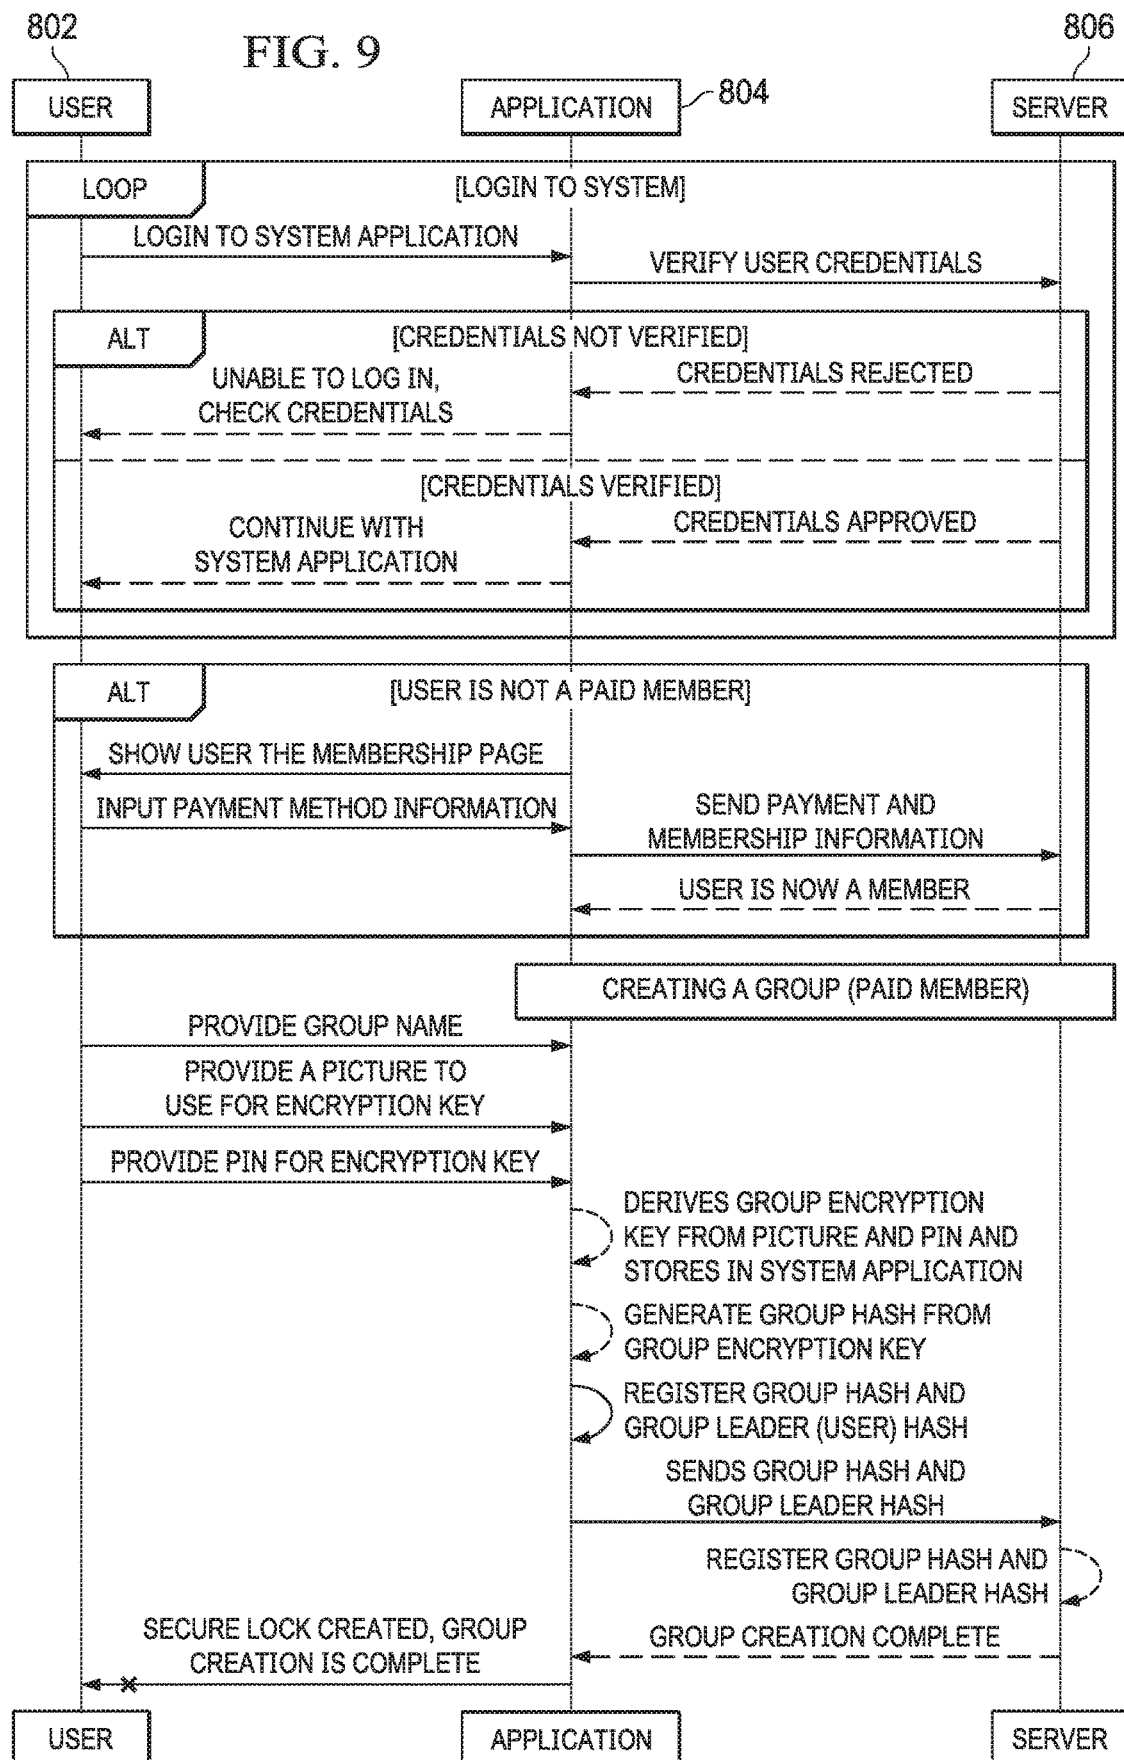 802
FIG. 9
806
USER
APPLICATION
804
SERVER
LOOP
[LOGIN TO SYSTEM]
LOGIN TO SYSTEM APPLICATION
VERIFY USER CREDENTIALS
ALT
[CREDENTIALS NOT VERIFIED]
UNABLE TO LOG IN,
CHECK CREDENTIALS
CREDENTIALS REJECTED
[CREDENTIALS VERIFIED]
CONTINUE WITH
SYSTEM APPLICATION
CREDENTIALS APPROVED
ALT
[USER IS NOT A PAID MEMBER]
SHOW USER THE MEMBERSHIP PAGE
INPUT PAYMENT METHOD INFORMATION
SEND PAYMENT AND
MEMBERSHIP INFORMATION
USER IS NOW A MEMBER
CREATING A GROUP (PAID MEMBER)
PROVIDE GROUP NAME
PROVIDE A PICTURE TO
USE FOR ENCRYPTION KEY
PROVIDE PIN FOR ENCRYPTION KEY
DERIVES GROUP ENCRYPTION
KEY FROM PICTURE AND PIN AND
STORES IN SYSTEM APPLICATION
GENERATE GROUP HASH FROM
GROUP ENCRYPTION KEY
REGISTER GROUP HASH AND
GROUP LEADER (USER) HASH
SENDS GROUP HASH AND
GROUP LEADER HASH
REGISTER GROUP HASH AND
GROUP LEADER HASH
SECURE LOCK CREATED, GROUP
CREATION IS COMPLETE
GROUP CREATION COMPLETE
USER
APPLICATION
SERVER